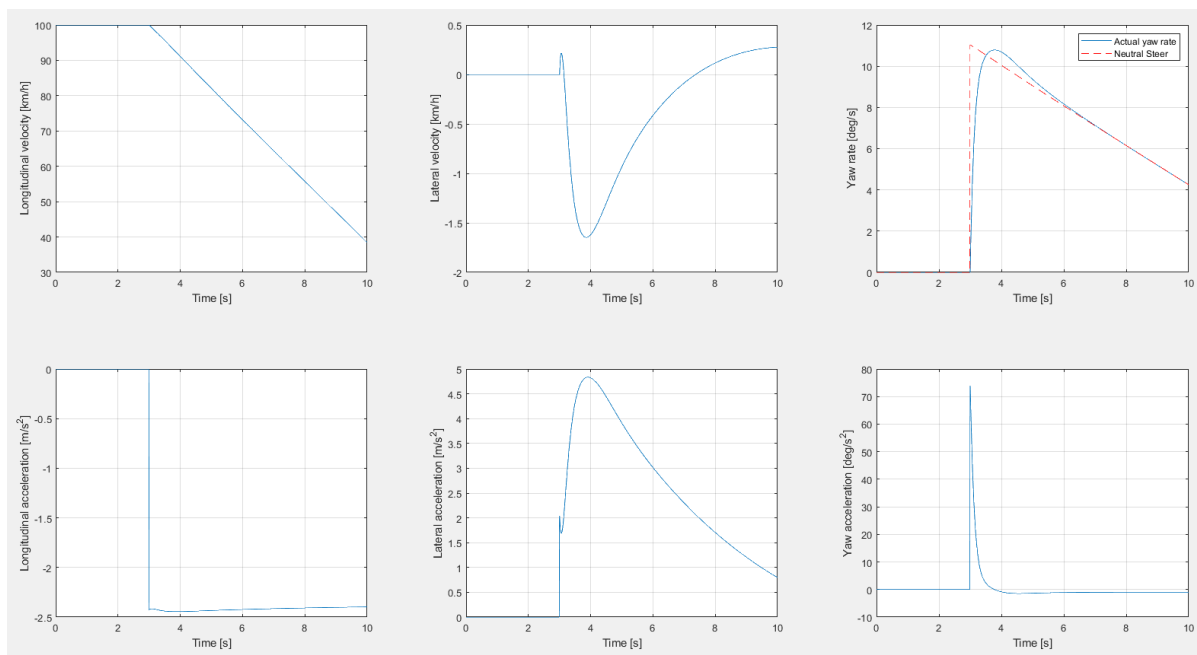 Longitudinal velocity [km/h]
100
90
80
70
60
50
40
30
0 2 4 6 8 10
Time [s]
Lateral velocity [km/h]
0.5
0
-0.5
-1
-1.5
-2
0 2 4 6 8 10
Time [s]
Yaw rate [deg/s]
12
10
8
6
4
2
0
Actual yaw rate
Neutral Steer
0 2 4 6 8 10
Time [s]
Longitudinal acceleration [m/s²]
0
-0.5
-1
-1.5
-2
-2.5
0 2 4 6 8 10
Time [s]
Lateral acceleration [m/s²]
5
4.5
4
3.5
3
2.5
2
1.5
1
0.5
0
0 2 4 6 8 10
Time [s]
Yaw acceleration [deg/s²]
80
70
60
50
40
30
20
10
0
-10
0 2 4 6 8 10
Time [s]